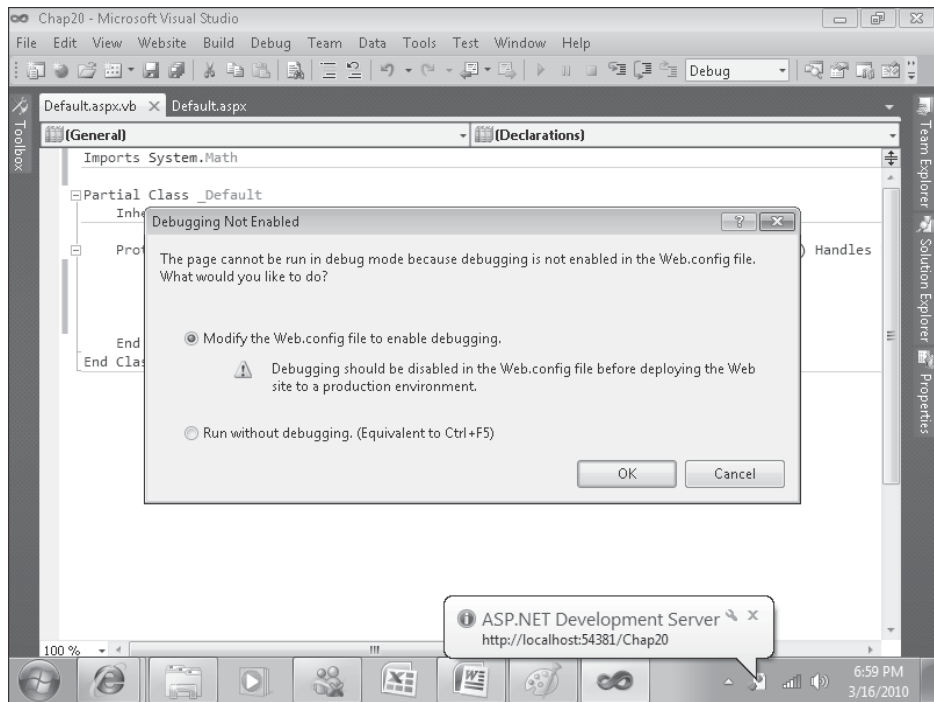 Chap20 - Microsoft Visual Studio
File Edit View Website Build Debug Team Data Tools Test Window Help
Debug
Toolbox
Default.aspx.vb Default.aspx
(General) (Declarations)
Imports System.Math
Partial Class _Default
Inhe
Prot ) Handles
End
End Clas
Debugging Not Enabled
The page cannot be run in debug mode because debugging is not enabled in the Web.config file.
What would you like to do?
Modify the Web.config file to enable debugging.
Debugging should be disabled in the Web.config file before deploying the Web
site to a production environment.
Run without debugging. (Equivalent to Ctrl+F5)
OK Cancel
Team Explorer
Solution Explorer
Properties
ASP.NET Development Server
http://localhost:54381/Chap20
100 %
6:59 PM
3/16/2010